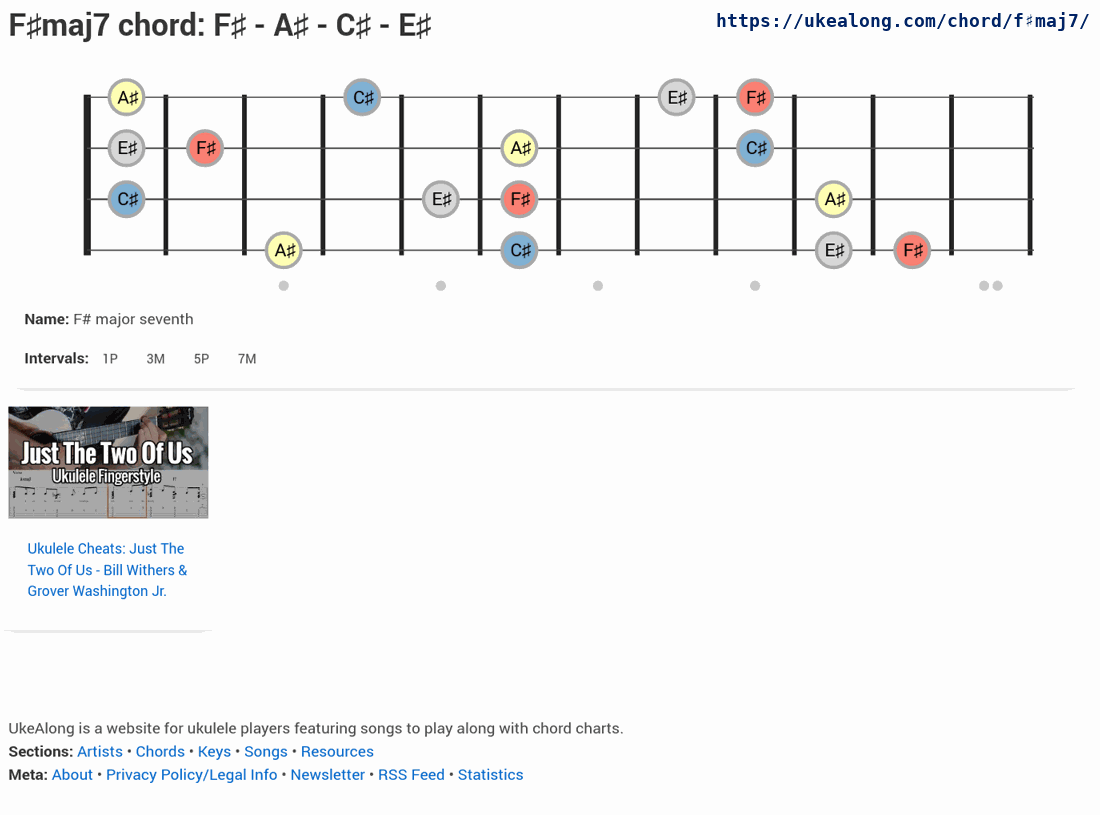 F♯maj7 chord: F♯ - A♯ - C♯ - E♯
https://ukealong.com/chord/f♯maj7/
A♯ C♯ E♯ F♯
E♯ F♯ A♯ C♯
C♯ E♯ F♯ A♯
A♯ C♯ E♯ F♯
Name: F# major seventh
Intervals: 1P 3M 5P 7M
Just The Two Of Us
Ukulele Fingerstyle
Ukulele Cheats: Just The
Two Of Us - Bill Withers &
Grover Washington Jr.
UkeAlong is a website for ukulele players featuring songs to play along with chord charts.
Sections: Artists • Chords • Keys • Songs • Resources
Meta: About • Privacy Policy/Legal Info • Newsletter • RSS Feed • Statistics